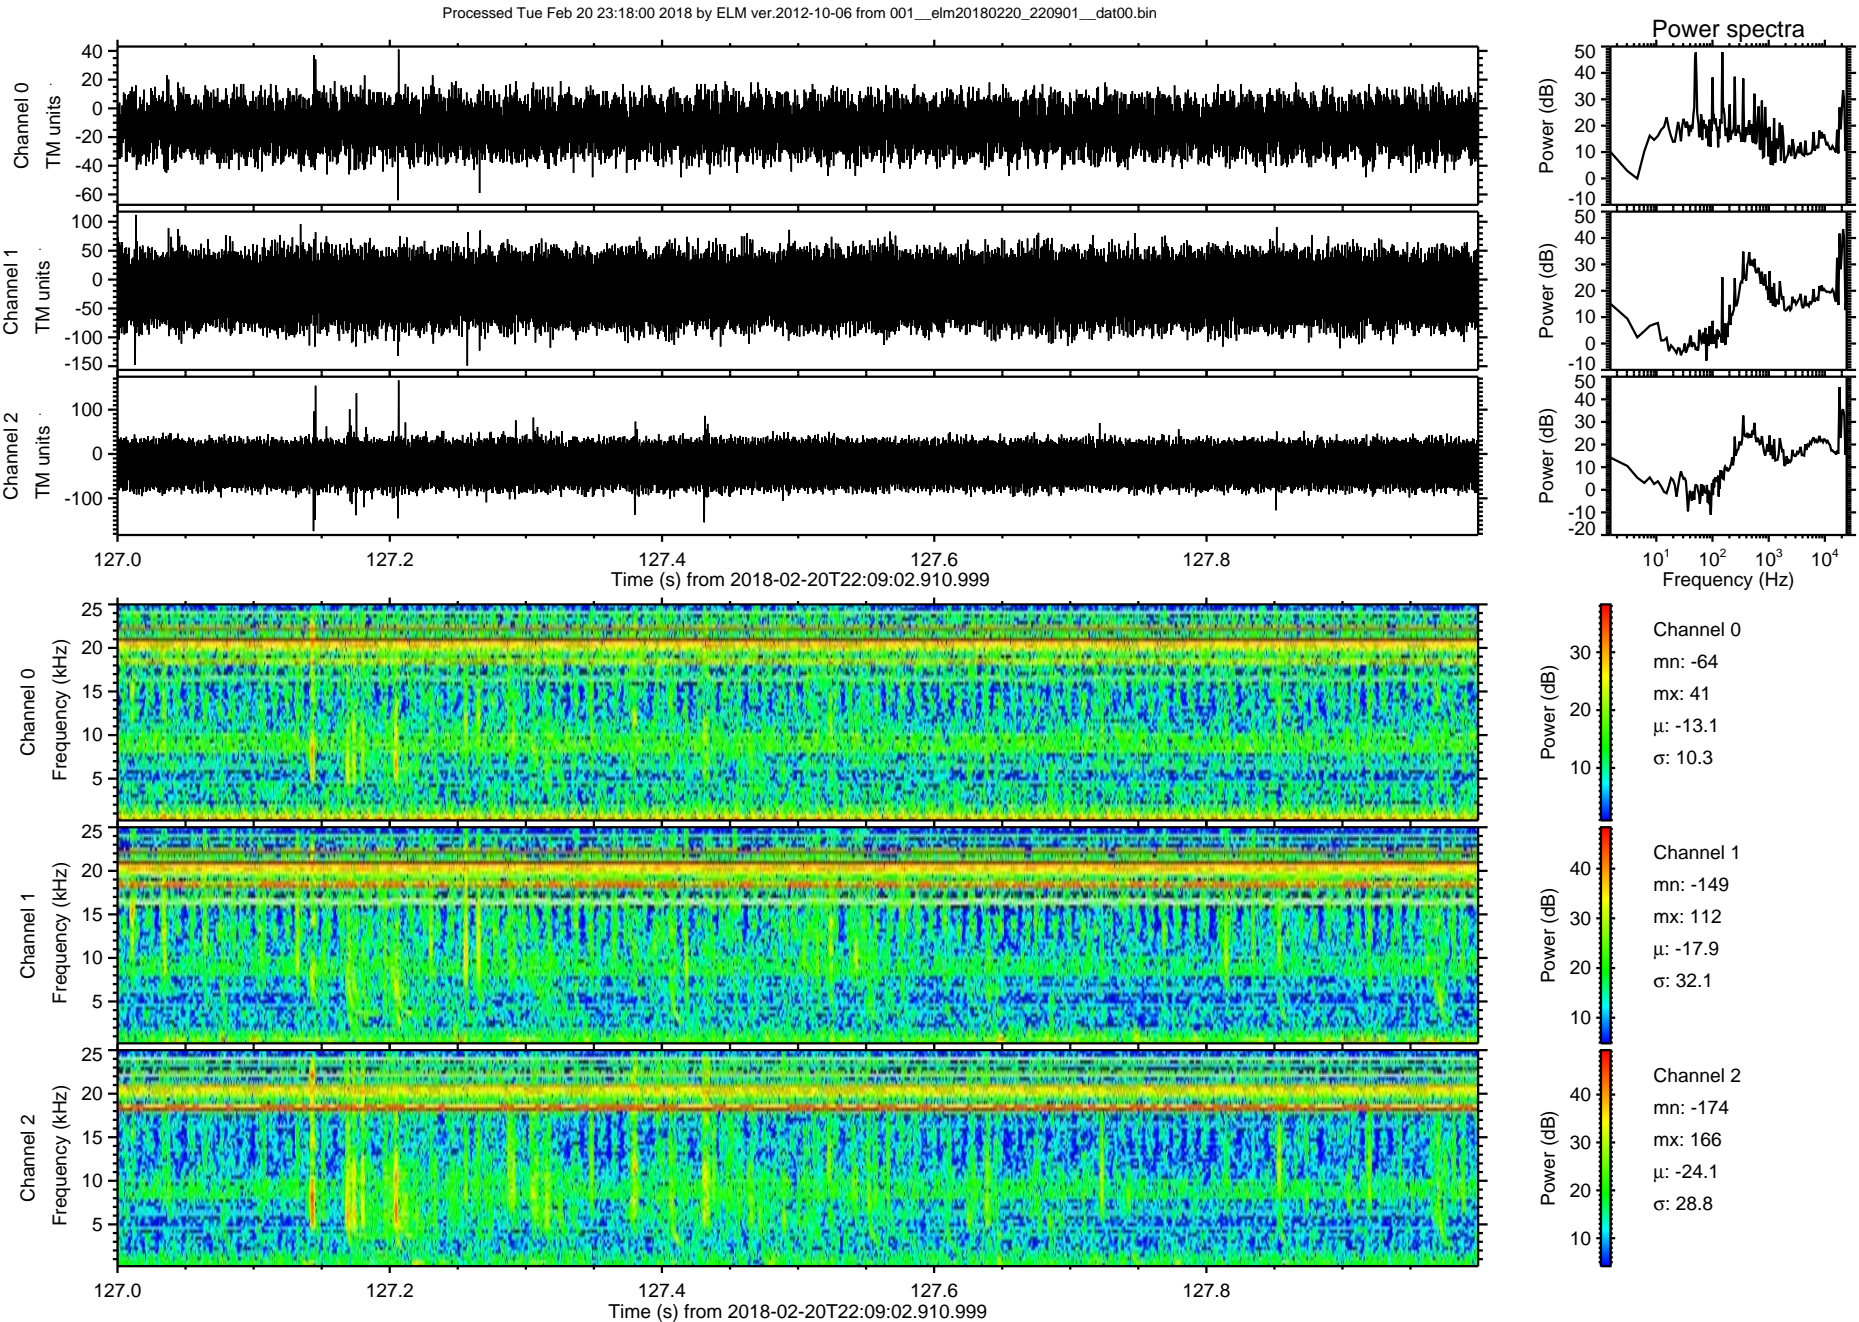 Processed Tue Feb 20 23:18:00 2018 by ELM ver.2012-10-06 from 001__elm20180220_220901__dat00.bin
Power spectra
Channel 0
TM units
40
20
0
-20
-40
-60
Power (dB)
50
40
30
20
10
0
-10
Channel 1
TM units
100
50
0
-50
-100
-150
Power (dB)
50
40
30
20
10
0
-10
Channel 2
TM units
100
0
-100
Power (dB)
50
40
30
20
10
0
-10
-20
127.0 127.2 127.4 127.6 127.8
Time (s) from 2018-02-20T22:09:02.910.999
10¹ 10² 10³ 10⁴
Frequency (Hz)
Channel 0
Frequency (kHz)
25
20
15
10
5
Power (dB)
30
20
10
Channel 0
mn: -64
mx: 41
μ: -13.1
σ: 10.3
Channel 1
Frequency (kHz)
25
20
15
10
5
Power (dB)
40
30
20
10
Channel 1
mn: -149
mx: 112
μ: -17.9
σ: 32.1
Channel 2
Frequency (kHz)
25
20
15
10
5
Power (dB)
40
30
20
10
Channel 2
mn: -174
mx: 166
μ: -24.1
σ: 28.8
127.0 127.2 127.4 127.6 127.8
Time (s) from 2018-02-20T22:09:02.910.999